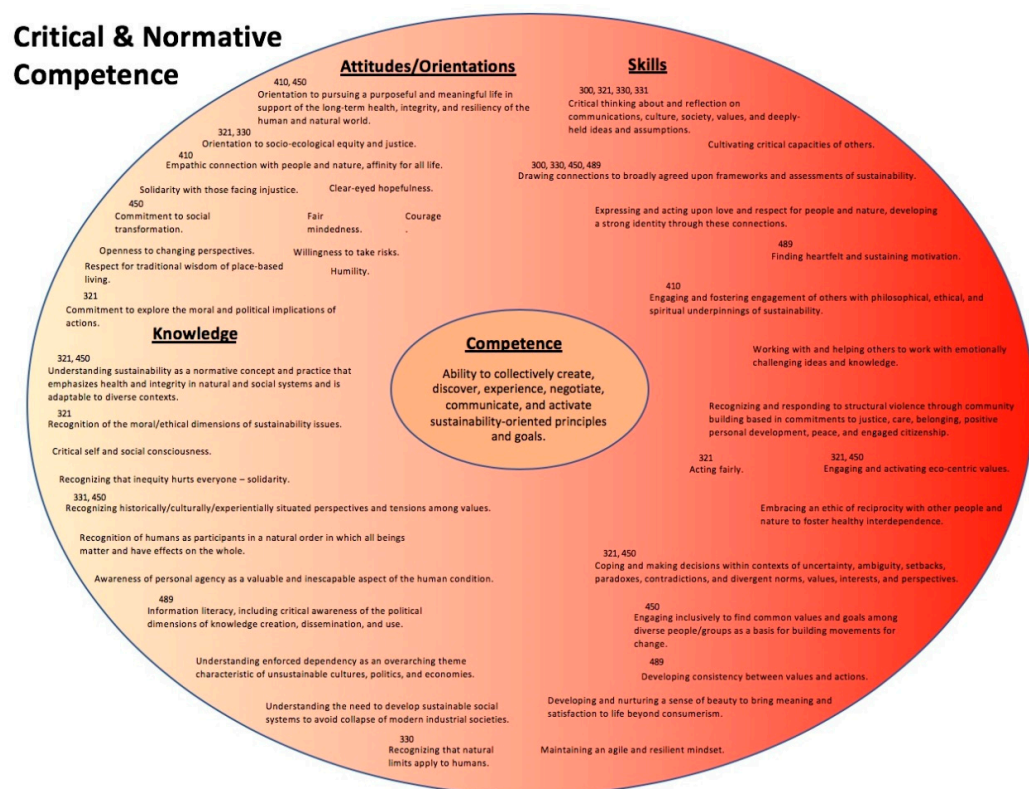 Critical & Normative
Competence
Attitudes/Orientations
410, 450
Orientation to pursuing a purposeful and meaningful life in
support of the long-term health, integrity, and resiliency of the
human and natural world.
321, 330
Orientation to socio-ecological equity and justice.
410
Empathic connection with people and nature, affinity for all life.
Solidarity with those facing injustice.
Clear-eyed hopefulness.
450
Commitment to social
transformation.
Fair
mindedness.
Courage
.
Openness to changing perspectives.
Willingness to take risks.
Respect for traditional wisdom of place-based
living.
Humility.
321
Commitment to explore the moral and political implications of
actions.
Knowledge
321, 450
Understanding sustainability as a normative concept and practice that
emphasizes health and integrity in natural and social systems and is
adaptable to diverse contexts.
321
Recognition of the moral/ethical dimensions of sustainability issues.
Critical self and social consciousness.
Recognizing that inequity hurts everyone – solidarity.
331, 450
Recognizing historically/culturally/experientially situated perspectives and tensions among values.
Recognition of humans as participants in a natural order in which all beings
matter and have effects on the whole.
Awareness of personal agency as a valuable and inescapable aspect of the human condition.
489
Information literacy, including critical awareness of the political
dimensions of knowledge creation, dissemination, and use.
Understanding enforced dependency as an overarching theme
characteristic of unsustainable cultures, politics, and economies.
Understanding the need to develop sustainable social
systems to avoid collapse of modern industrial societies.
330
Recognizing that natural
limits apply to humans.
Competence
Ability to collectively create,
discover, experience, negotiate,
communicate, and activate
sustainability-oriented principles
and goals.
Skills
300, 321, 330, 331
Critical thinking about and reflection on
communications, culture, society, values, and deeply-
held ideas and assumptions.
Cultivating critical capacities of others.
300, 330, 450, 489
Drawing connections to broadly agreed upon frameworks and assessments of sustainability.
Expressing and acting upon love and respect for people and nature, developing
a strong identity through these connections.
489
Finding heartfelt and sustaining motivation.
410
Engaging and fostering engagement of others with philosophical, ethical, and
spiritual underpinnings of sustainability.
Working with and helping others to work with emotionally
challenging ideas and knowledge.
Recognizing and responding to structural violence through community
building based in commitments to justice, care, belonging, positive
personal development, peace, and engaged citizenship.
321
Acting fairly.
321, 450
Engaging and activating eco-centric values.
Embracing an ethic of reciprocity with other people and
nature to foster healthy interdependence.
321, 450
Coping and making decisions within contexts of uncertainty, ambiguity, setbacks,
paradoxes, contradictions, and divergent norms, values, interests, and perspectives.
450
Engaging inclusively to find common values and goals among
diverse people/groups as a basis for building movements for
change.
489
Developing consistency between values and actions.
Developing and nurturing a sense of beauty to bring meaning and
satisfaction to life beyond consumerism.
Maintaining an agile and resilient mindset.